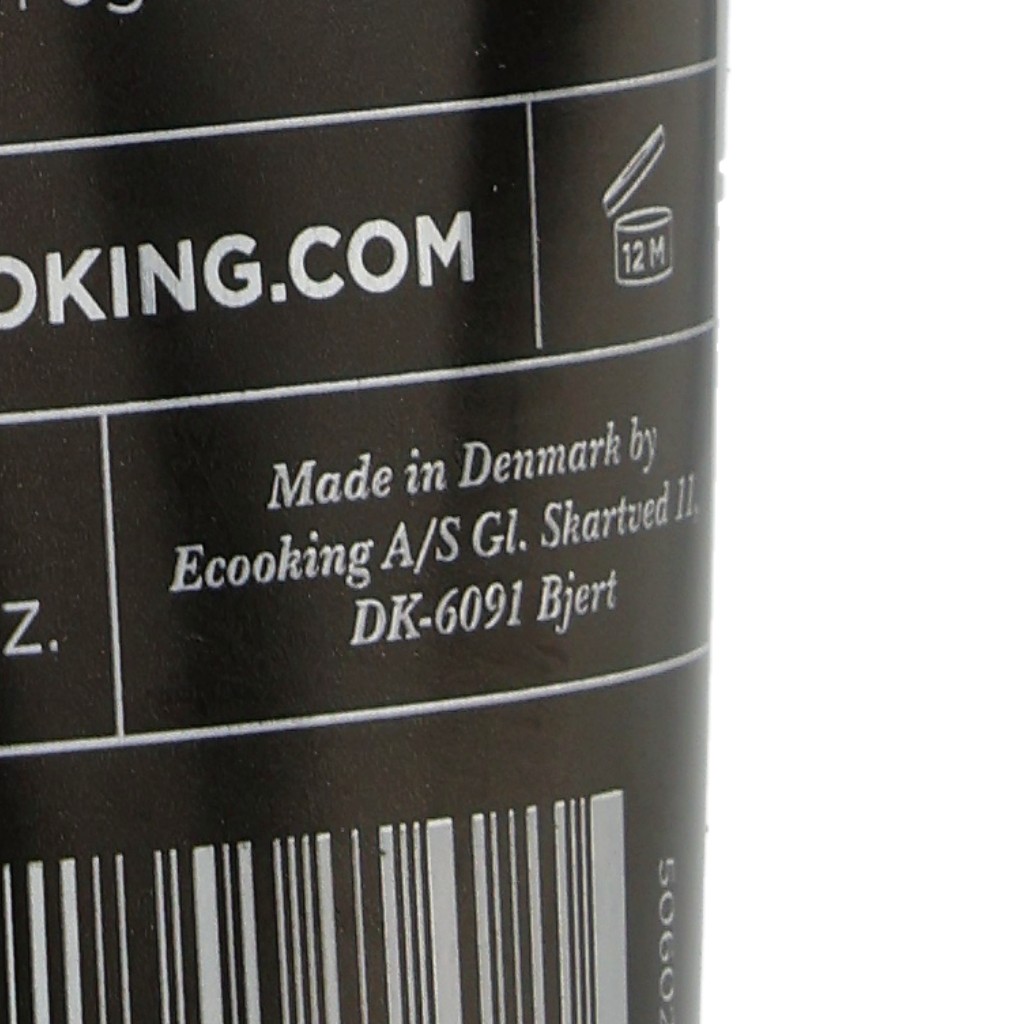 OKING.COM
12 M
Made in Denmark by
Ecooking A/S Gl. Skartved 11,
DK-6091 Bjert
Z.